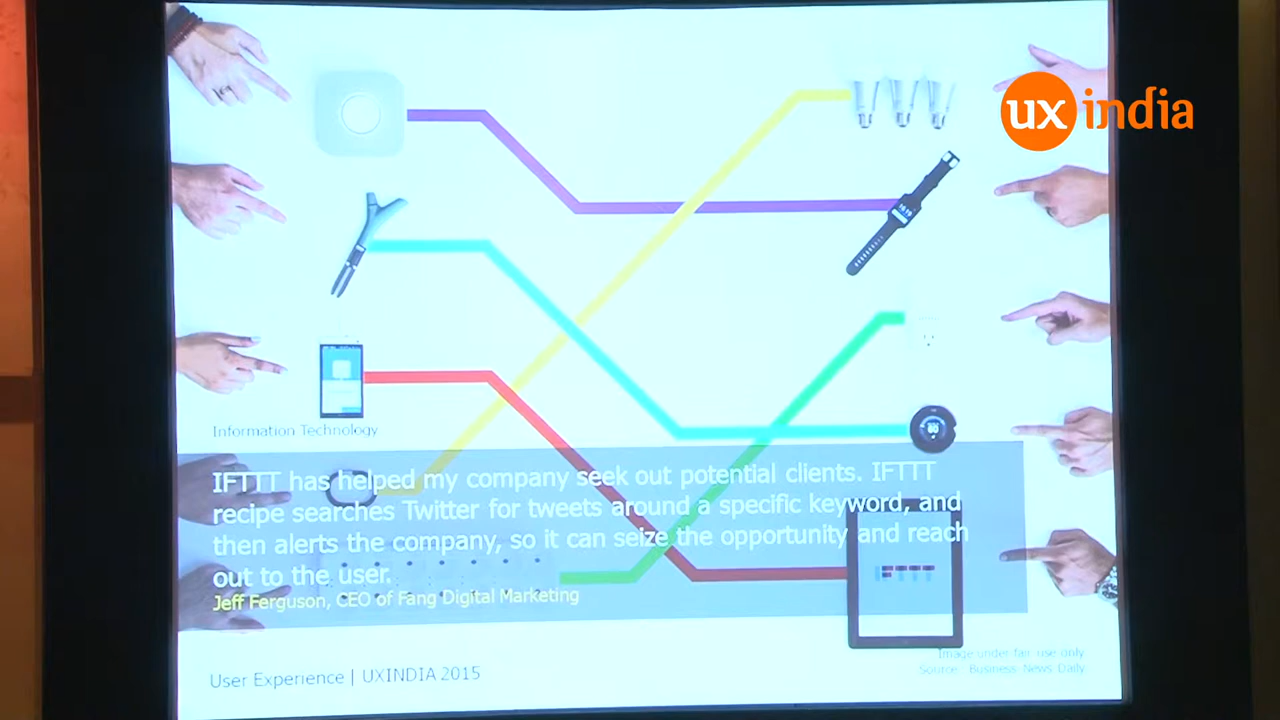 ux india
Information Technology
IFTTT has helped my company seek out potential clients. IFTTT
recipe searches Twitter for tweets around a specific keyword, and
then alerts the company, so it can seize the opportunity and reach
out to the user.
Jeff Ferguson, CEO of Fang Digital Marketing
User Experience | UXINDIA 2015
Image under fair use only
Source: Business News Daily